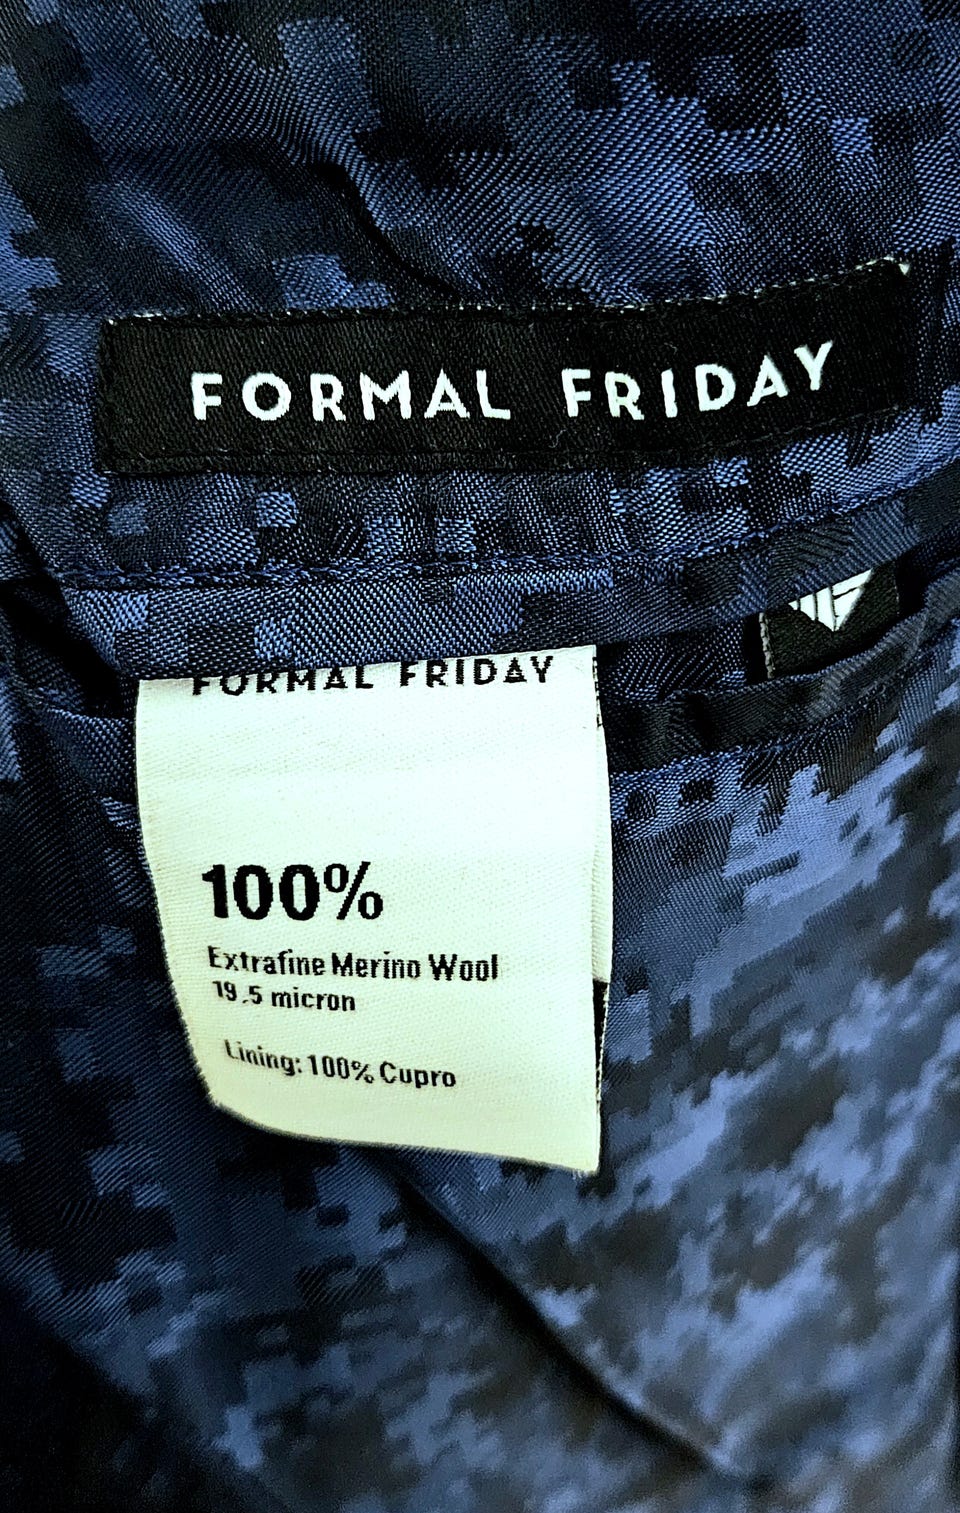 FORMAL FRIDAY
FORMAL FRIDAY
100%
Extrafine Merino Wool
19.5 micron
Lining: 100% Cupro